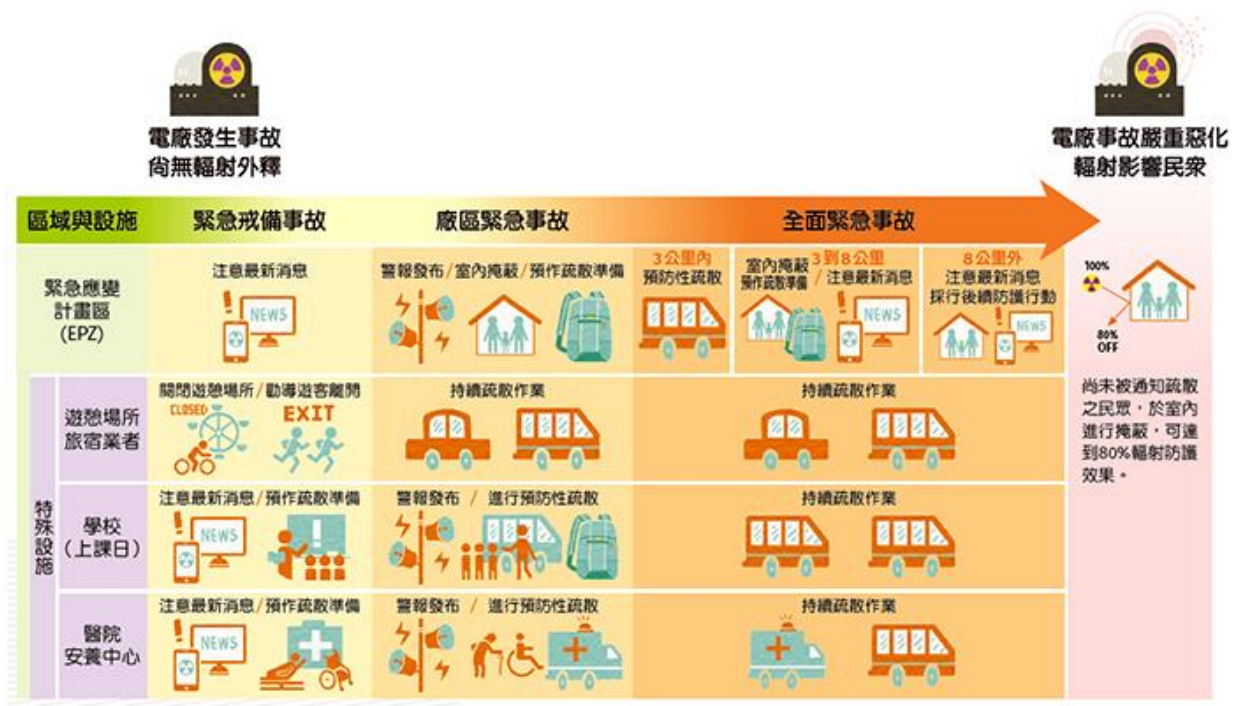 電廠發生事故
尚無輻射外釋
電廠事故嚴重惡化
輻射影響民眾
區域與設施
緊急戒備事故
廠區緊急事故
全面緊急事故
緊急應變
計畫區
(EPZ)
注意最新消息
NEWS
警報發布/室內掩蔽/預作疏散準備
3公里內
預防性疏散
3到8公里
室內掩蔽
預作疏散準備
/注意最新消息
NEWS
8公里外
注意最新消息
採行後續防護行動
NEWS
100%
80%
OFF
尚未被通知疏散
之民眾，於室內
進行掩蔽，可達
到80%輻射防護
效果。
特殊設施
遊憩場所
旅宿業者
關閉遊憩場所/勸導遊客離開
CLOSED
EXIT
持續疏散作業
持續疏散作業
學校
(上課日)
注意最新消息/預作疏散準備
NEWS
警報發布 / 進行預防性疏散
持續疏散作業
醫院
安養中心
注意最新消息/預作疏散準備
NEWS
警報發布 / 進行預防性疏散
持續疏散作業